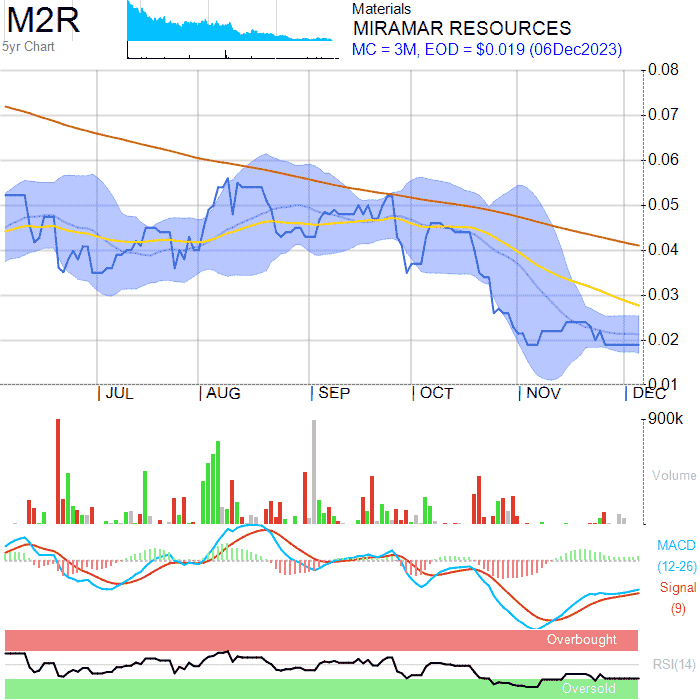 M2R
5yr Chart
Materials
MIRAMAR RESOURCES
MC = 3M, EOD = $0.019 (06Dec2023)
0.08
0.07
0.06
0.05
0.04
0.03
0.02
0.01
JUL AUG SEP OCT NOV DEC
900k
Volume
MACD
(12-26)
Signal
(9)
Overbought
RSI(14)
Oversold